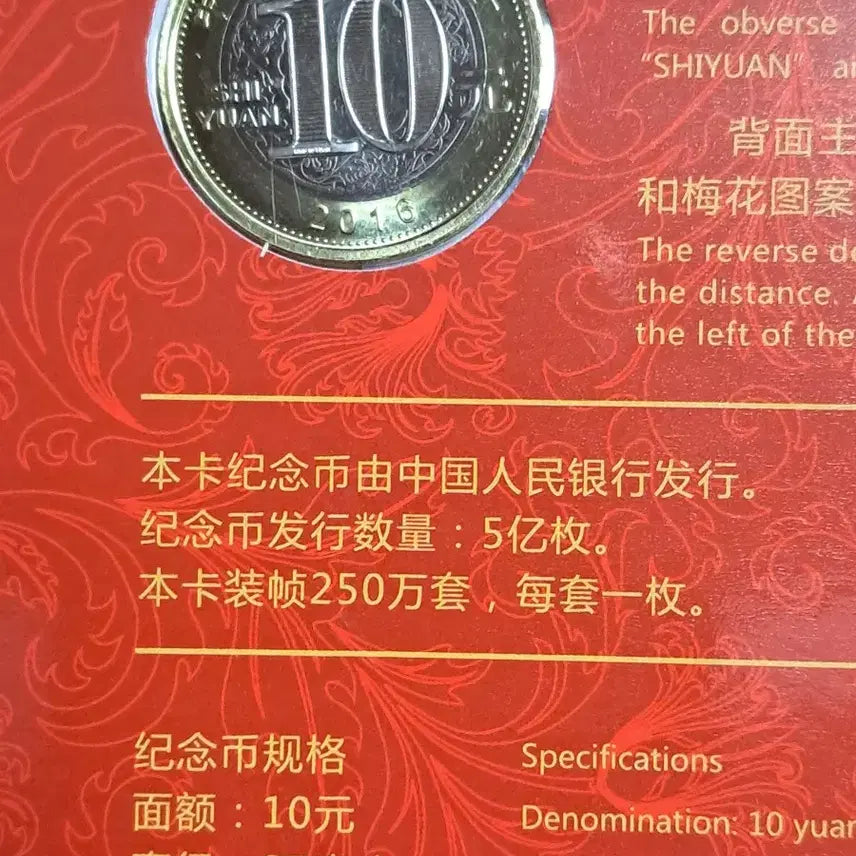 10
SHI
YUAN
元
2016
The obverse
"SHIYUAN"
背面主
和梅花图案
The reverse
the distance.
the left of the
本卡纪念币由中国人民银行发行。
纪念币发行数量：5亿枚。
本卡装帧250万套，每套一枚。
纪念币规格
Specifications
面额：10元
Denomination: 10 yuan